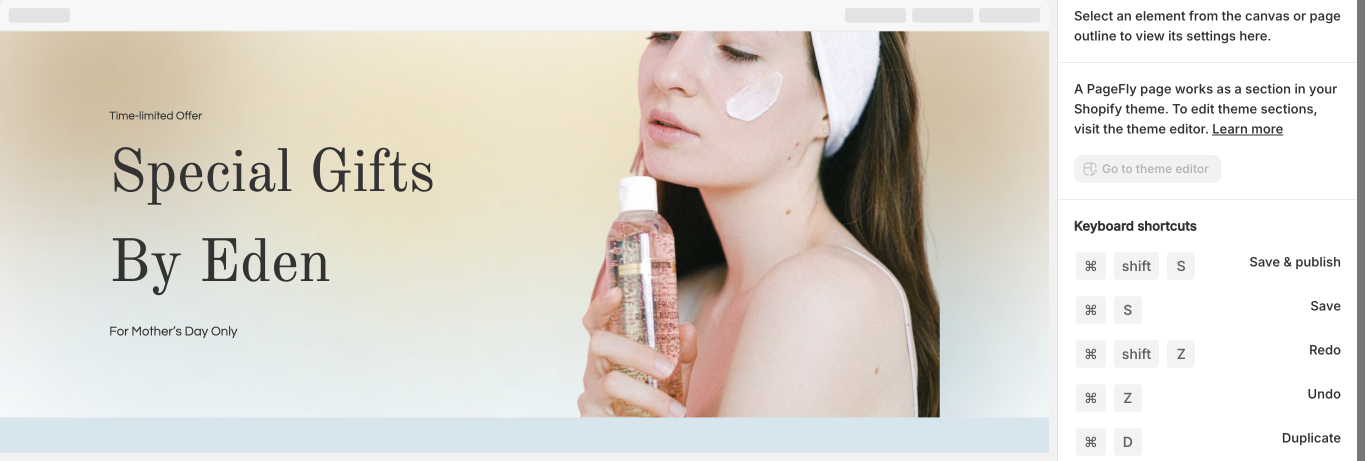 Time-limited Offer
Special Gifts
By Eden
For Mother's Day Only
Select an element from the canvas or page
outline to view its settings here.
A PageFly page works as a section in your
Shopify theme. To edit theme sections,
visit the theme editor. Learn more
Go to theme editor
Keyboard shortcuts
⌘ shift S Save & publish
⌘ S Save
⌘ shift Z Redo
⌘ Z Undo
⌘ D Duplicate